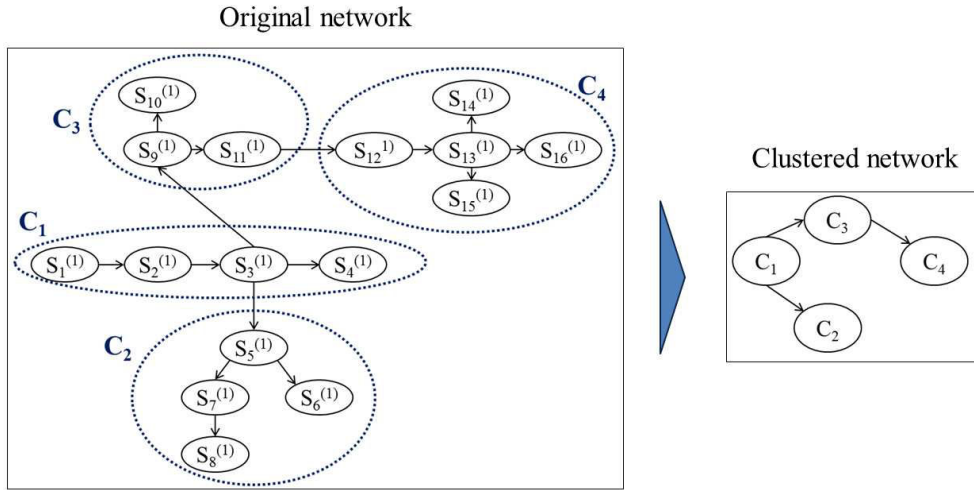 Original network
S₁₀⁽¹⁾
C₃
S₉⁽¹⁾ S₁₁⁽¹⁾
C₄
S₁₄⁽¹⁾
S₁₂¹⁾ S₁₃⁽¹⁾ S₁₆⁽¹⁾
S₁₅⁽¹⁾
C₁
S₁⁽¹⁾ S₂⁽¹⁾ S₃⁽¹⁾ S₄⁽¹⁾
C₂
S₅⁽¹⁾
S₇⁽¹⁾ S₆⁽¹⁾
S₈⁽¹⁾
Clustered network
C₃
C₁ C₄
C₂